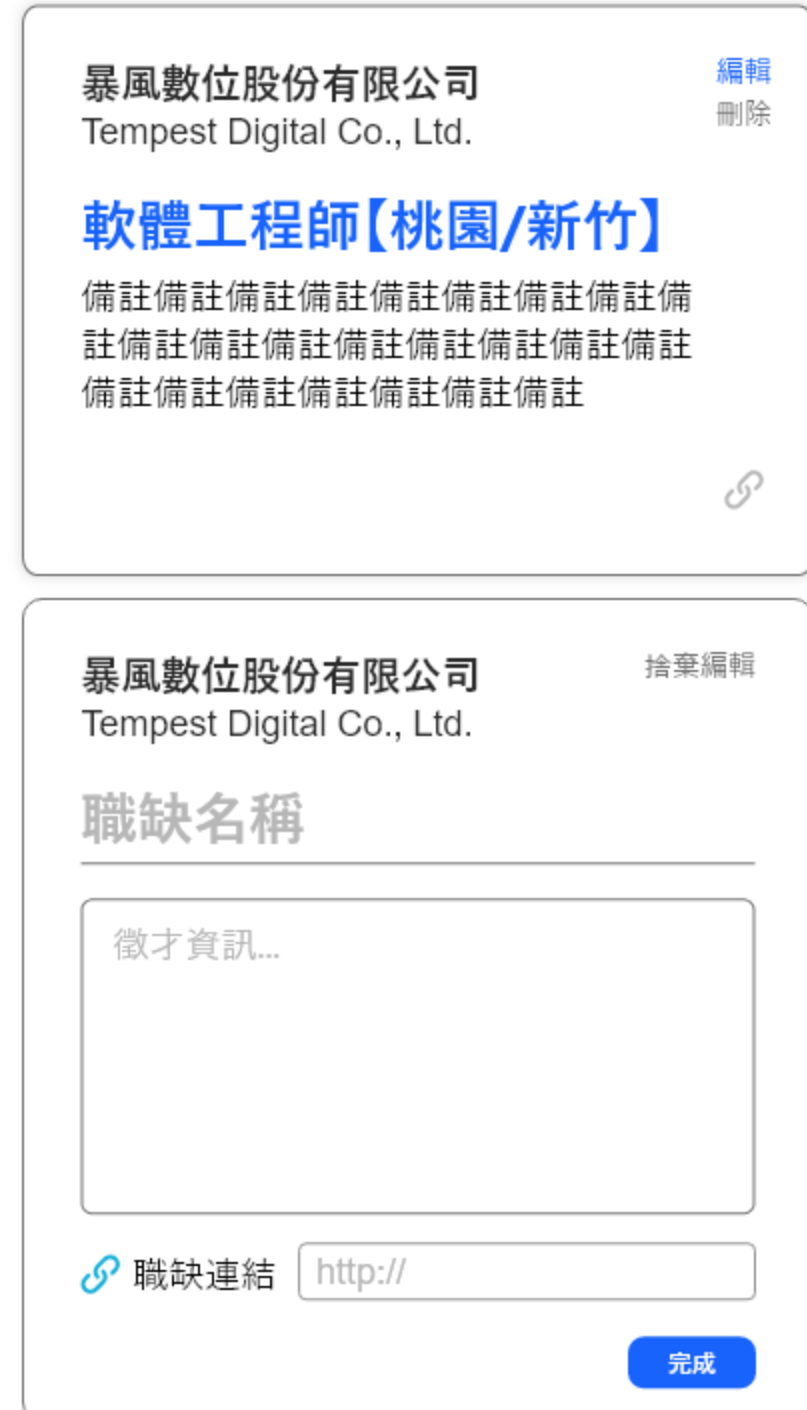 暴風數位股份有限公司
編輯
Tempest Digital Co., Ltd.
刪除
軟體工程師【桃園/新竹】
備註備註備註備註備註備註備註備註備
註備註備註備註備註備註備註備註備註
備註備註備註備註備註備註備註
暴風數位股份有限公司
捨棄編輯
Tempest Digital Co., Ltd.
職缺名稱
徵才資訊...
職缺連結
http://
完成